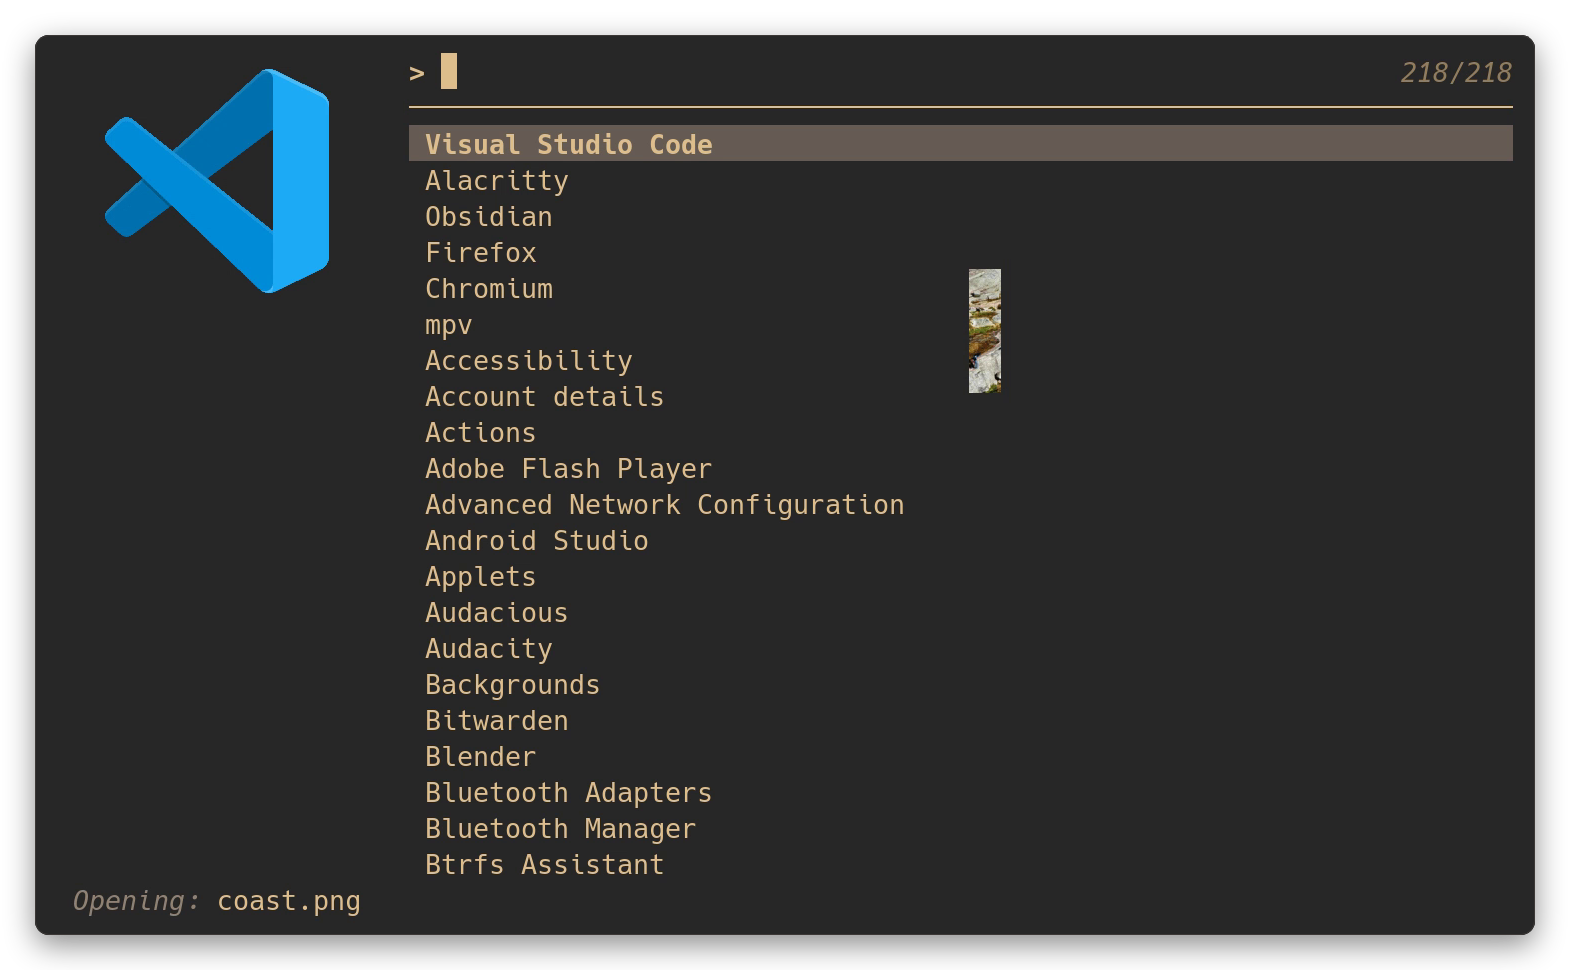 >
218/218
Visual Studio Code
Alacritty
Obsidian
Firefox
Chromium
mpv
Accessibility
Account details
Actions
Adobe Flash Player
Advanced Network Configuration
Android Studio
Applets
Audacious
Audacity
Backgrounds
Bitwarden
Blender
Bluetooth Adapters
Bluetooth Manager
Btrfs Assistant
Opening: coast.png